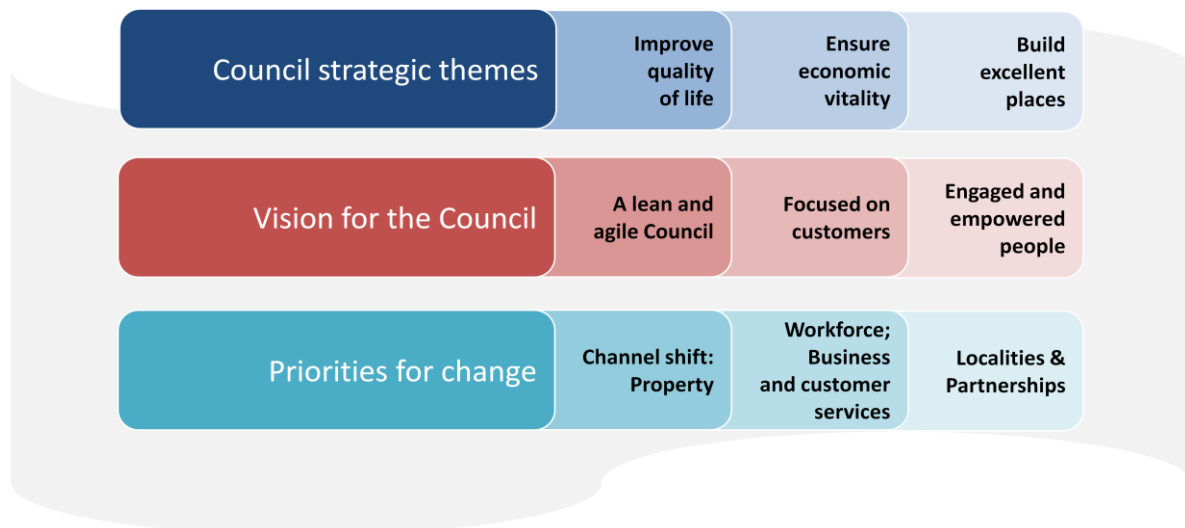 Council strategic themes
Improve
quality
of life
Ensure
economic
vitality
Build
excellent
places
Vision for the Council
A lean and
agile Council
Focused on
customers
Engaged and
empowered
people
Priorities for change
Channel shift:
Property
Workforce;
Business
and customer
services
Localities &
Partnerships